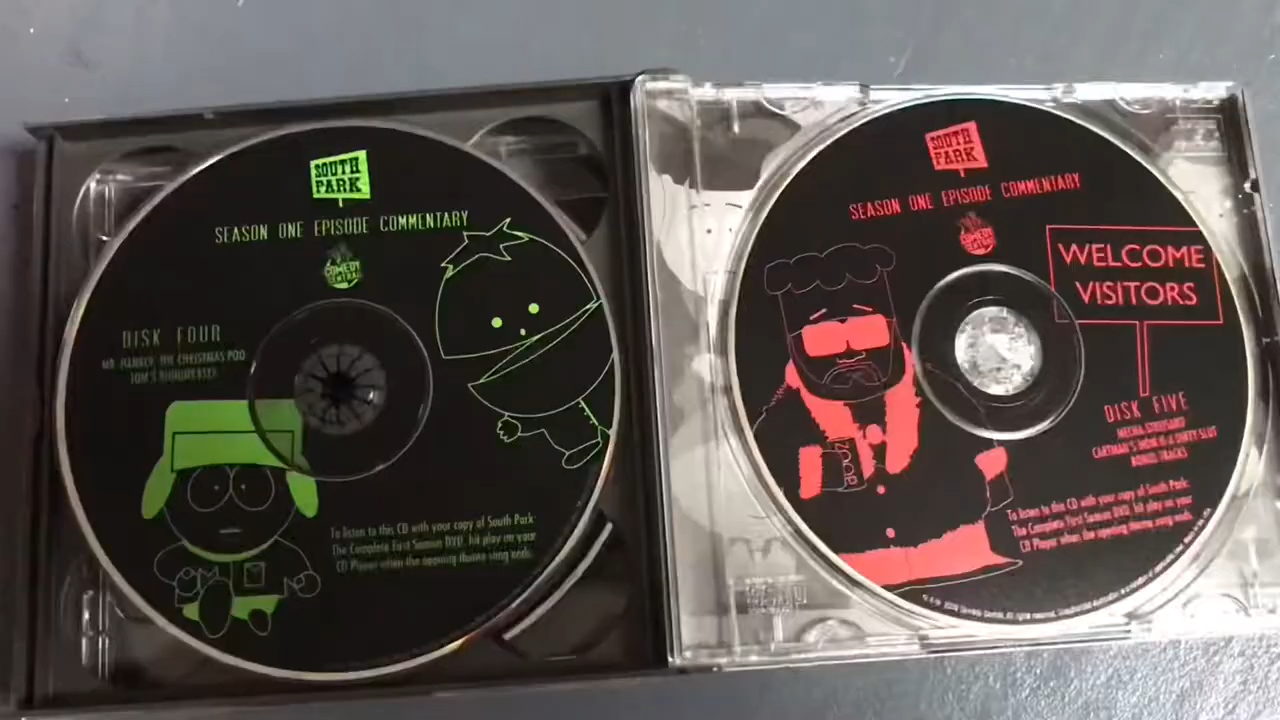 SOUTH
PARK
SEASON ONE EPISODE COMMENTARY
COMEDY
CENTRAL
DISK FOUR
MR. HANKEY, THE CHRISTMAS POO
TOM'S RHINOPLASTY
To listen to this CD with your copy of South Park:
The Complete First Season DVD, hit play on your
CD Player when the opening theme song ends.
SOUTH
PARK
SEASON ONE EPISODE COMMENTARY
COMEDY
CENTRAL
WELCOME
VISITORS
DISK FIVE
MECHA STREISAND
CARTMAN'S MOM IS A DIRTY SLUT
BONUS TRACKS
To listen to this CD with your copy of South Park:
The Complete First Season DVD, hit play on your
CD Player when the opening theme song ends.